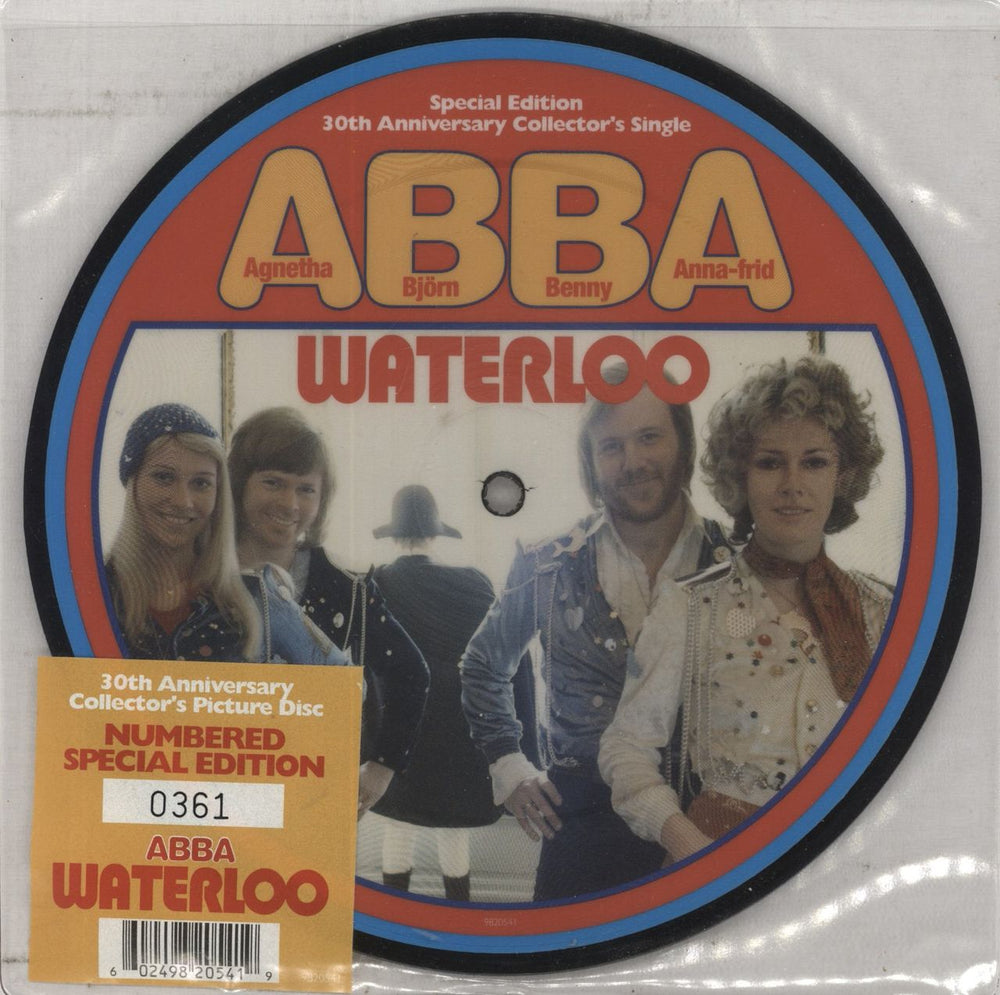 Special Edition
30th Anniversary Collector's Single
ABBA
Agnetha Björn Benny Anna-frid
WATERLOO
30th Anniversary
Collector's Picture Disc
NUMBERED
SPECIAL EDITION
0361
ABBA
WATERLOO
6 02498 20541 9
9820541